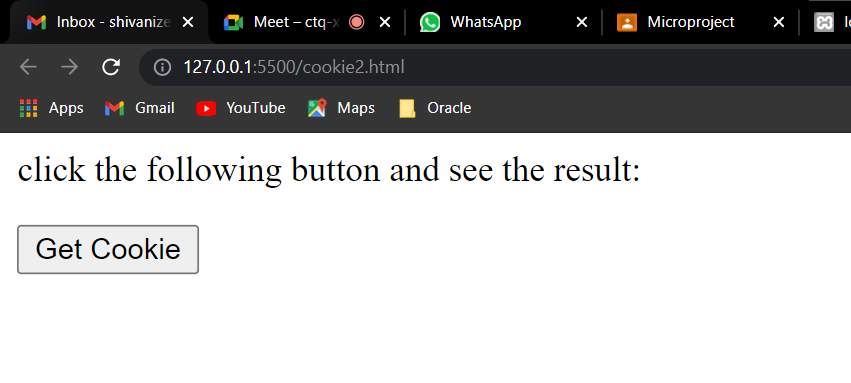 Inbox - shivanize
Meet – ctq-x
WhatsApp
Microproject
127.0.0.1:5500/cookie2.html
Apps
Gmail
YouTube
Maps
Oracle
click the following button and see the result:
Get Cookie